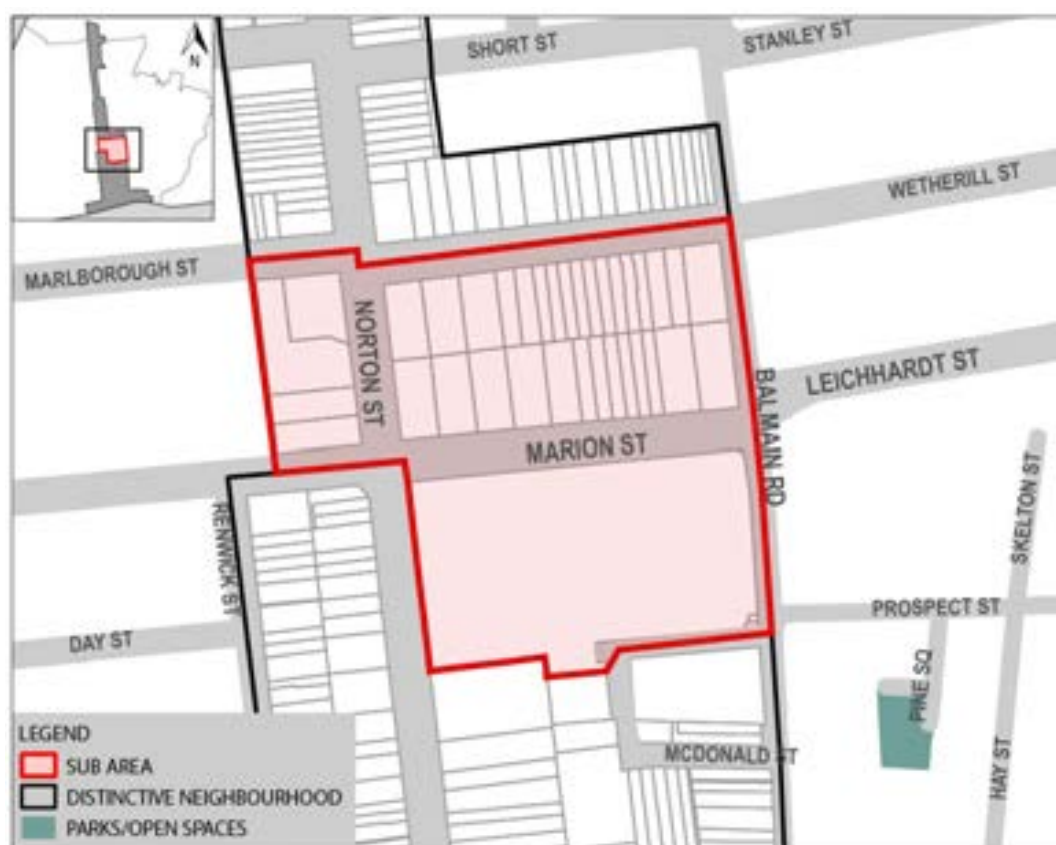 N
SHORT ST
STANLEY ST
WETHERILL ST
MARLBOROUGH ST
NORTON ST
LEICHHARDT ST
BALMAIN RD
MARION ST
SKELTON ST
RENWICK ST
PROSPECT ST
DAY ST
PINE SQ
MCDONALD ST
HAY ST
LEGEND
SUB AREA
DISTINCTIVE NEIGHBOURHOOD
PARKS/OPEN SPACES